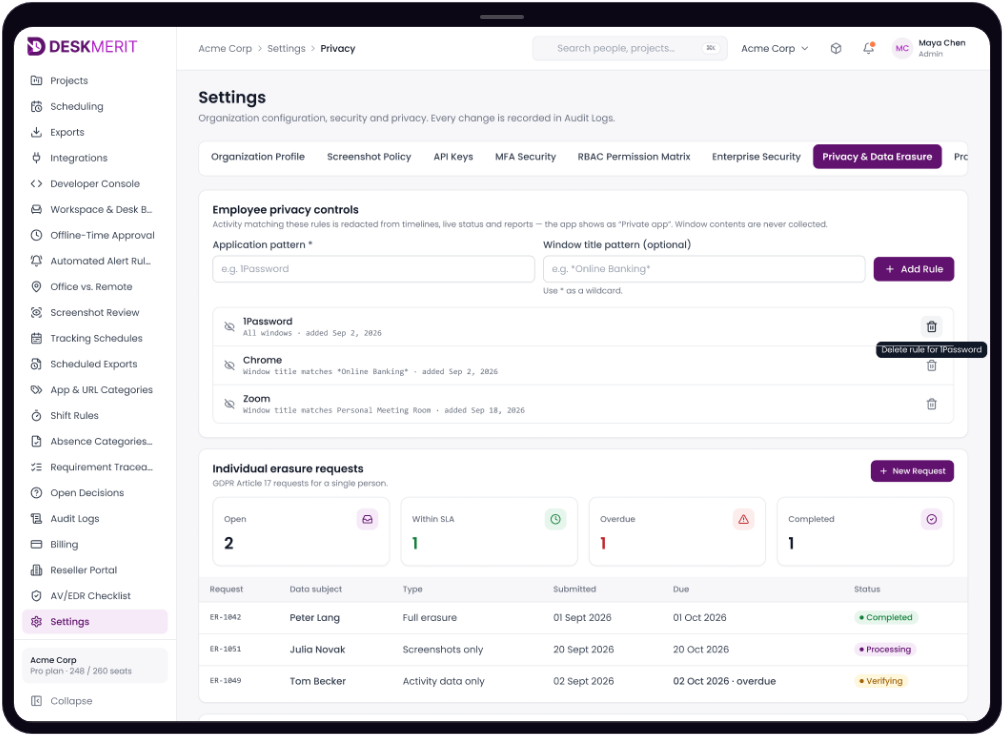 DESKMERIT
Acme Corp > Settings > Privacy
Search people, projects... ⌘K
Acme Corp
MC
Maya Chen
Admin
Projects
Scheduling
Exports
Integrations
Developer Console
Workspace & Desk B...
Offline-Time Approval
Automated Alert Rul...
Office vs. Remote
Screenshot Review
Tracking Schedules
Scheduled Exports
App & URL Categories
Shift Rules
Absence Categories...
Requirement Tracea...
Open Decisions
Audit Logs
Billing
Reseller Portal
AV/EDR Checklist
Settings
Acme Corp
Pro plan · 248 / 260 seats
Collapse
Settings
Organization configuration, security and privacy. Every change is recorded in Audit Logs.
Organization Profile Screenshot Policy API Keys MFA Security RBAC Permission Matrix Enterprise Security Privacy & Data Erasure Prc
Employee privacy controls
Activity matching these rules is redacted from timelines, live status and reports — the app shows as "Private app". Window contents are never collected.
Application pattern * Window title pattern (optional)
e.g. 1Password e.g. *Online Banking* + Add Rule
Use * as a wildcard.
1Password
All windows · added Sep 2, 2026
Delete rule for 1Password
Chrome
Window title matches *Online Banking* · added Sep 2, 2026
Zoom
Window title matches Personal Meeting Room · added Sep 18, 2026
Individual erasure requests
GDPR Article 17 requests for a single person.
+ New Request
Open Within SLA Overdue Completed
2 1 1 1
Request Data subject Type Submitted Due Status
ER-1042 Peter Lang Full erasure 01 Sept 2026 01 Oct 2026 Completed
ER-1051 Julia Novak Screenshots only 20 Sept 2026 20 Oct 2026 Processing
ER-1049 Tom Becker Activity data only 02 Sept 2026 02 Oct 2026 · overdue Verifying